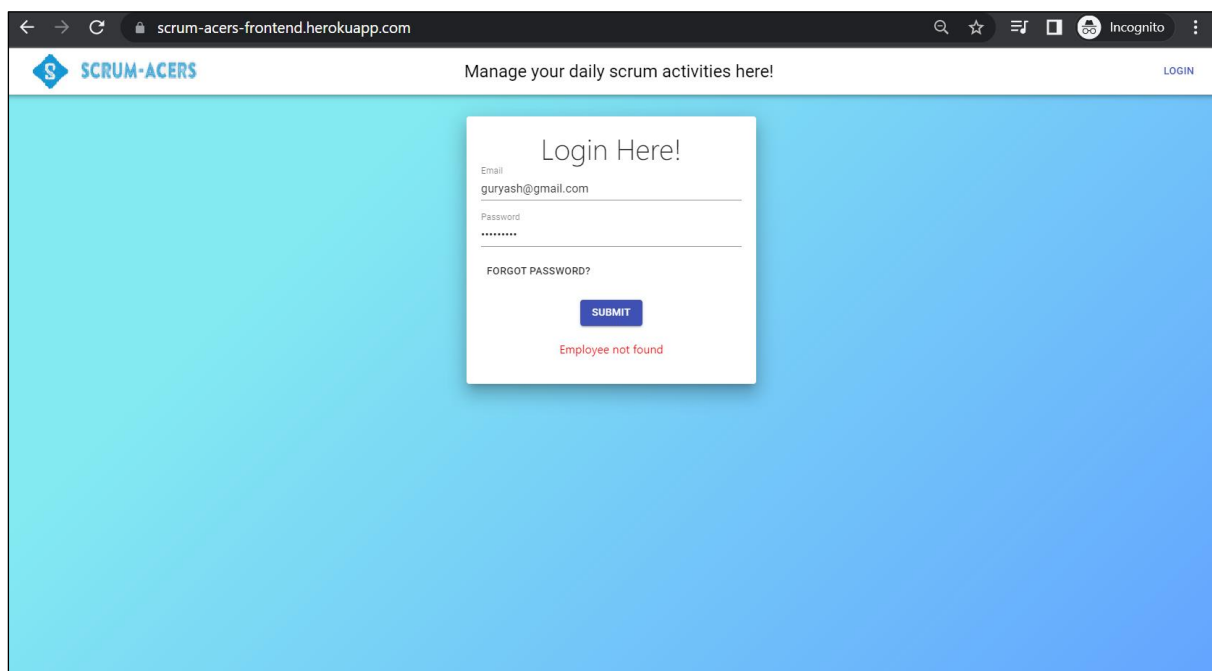 scrum-acers-frontend.herokuapp.com
Incognito
S
SCRUM-ACERS
Manage your daily scrum activities here!
LOGIN
Login Here!
Email
guryash@gmail.com
Password
•••••••••
FORGOT PASSWORD?
SUBMIT
Employee not found